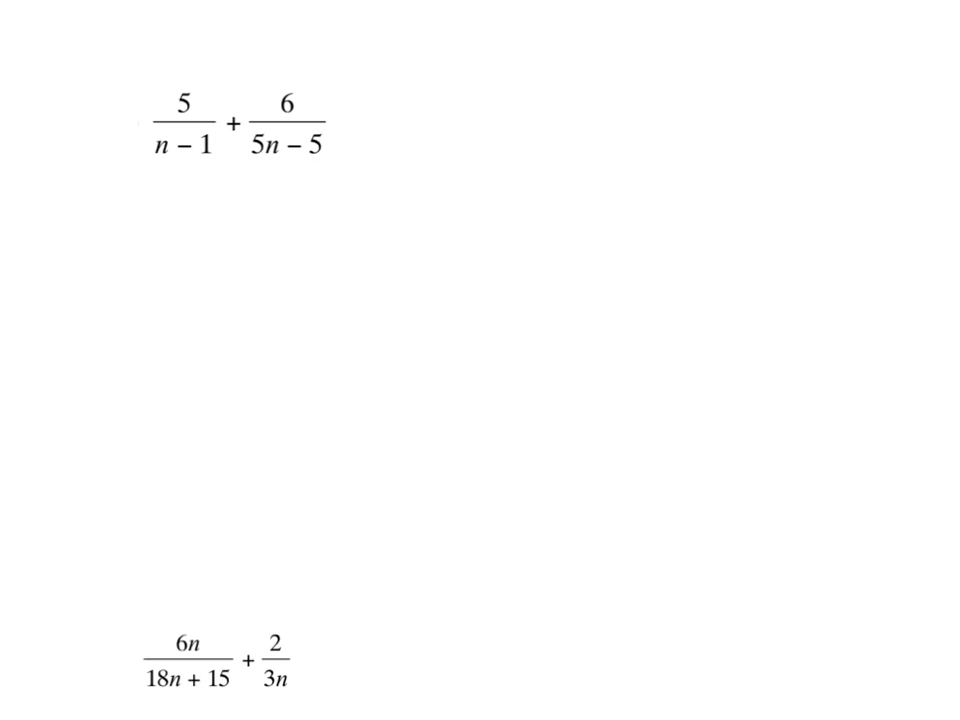 5/(n − 1) + 6/(5n − 5)
6n/(18n + 15) + 2/(3n)